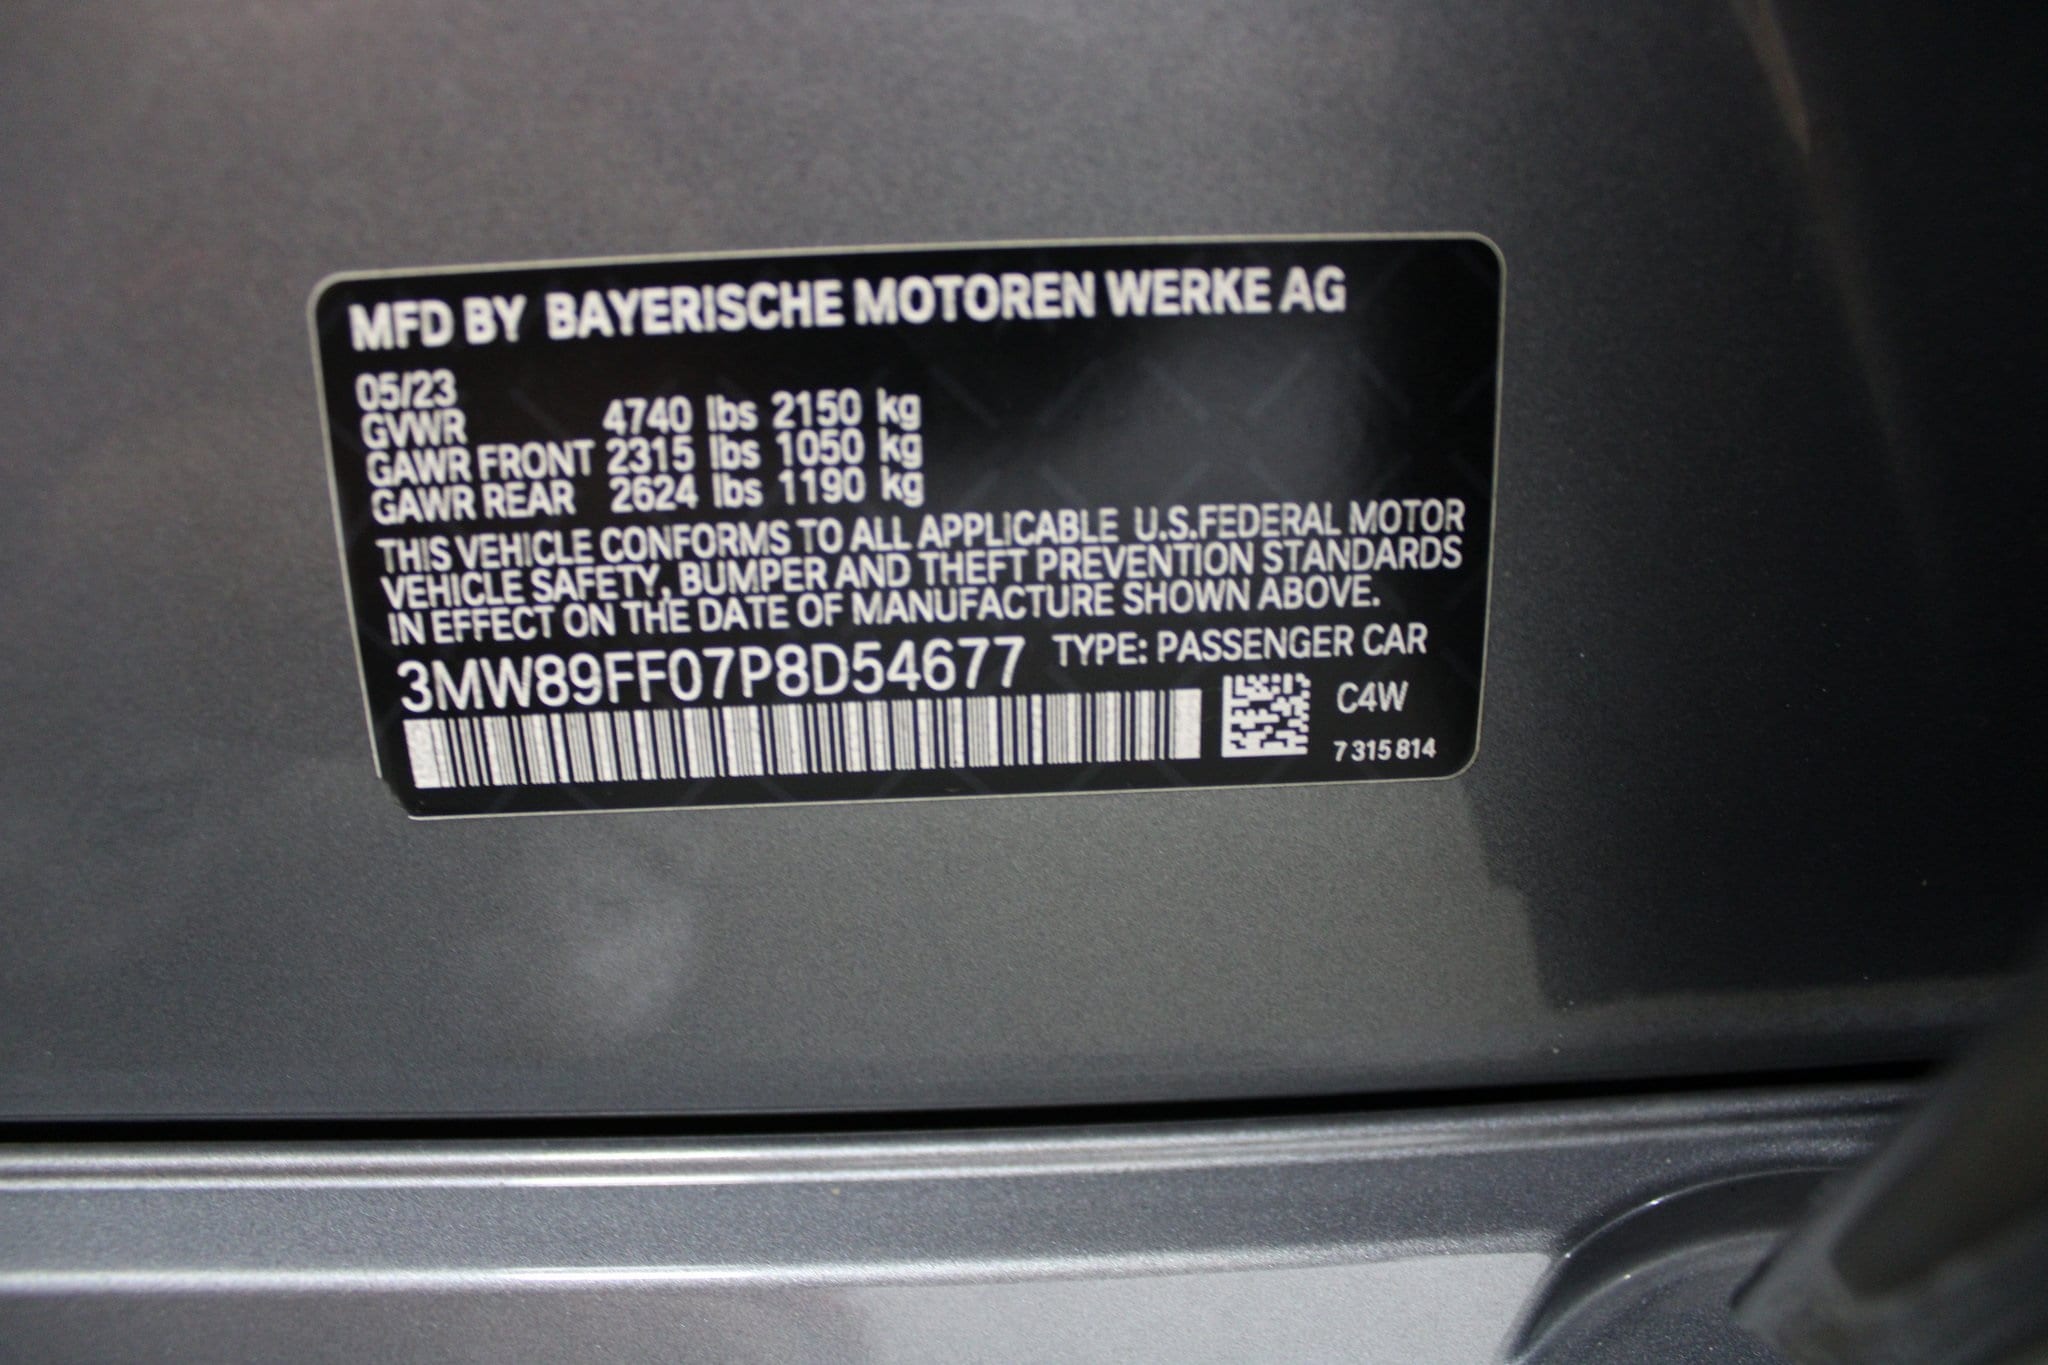 MFD BY BAYERISCHE MOTOREN WERKE AG
05/23
GVWR 4740 lbs 2150 kg
GAWR FRONT 2315 lbs 1050 kg
GAWR REAR 2624 lbs 1190 kg
THIS VEHICLE CONFORMS TO ALL APPLICABLE U.S.FEDERAL MOTOR
VEHICLE SAFETY, BUMPER AND THEFT PREVENTION STANDARDS
IN EFFECT ON THE DATE OF MANUFACTURE SHOWN ABOVE.
3MW89FF07P8D54677 TYPE: PASSENGER CAR
C4W
7 315 814